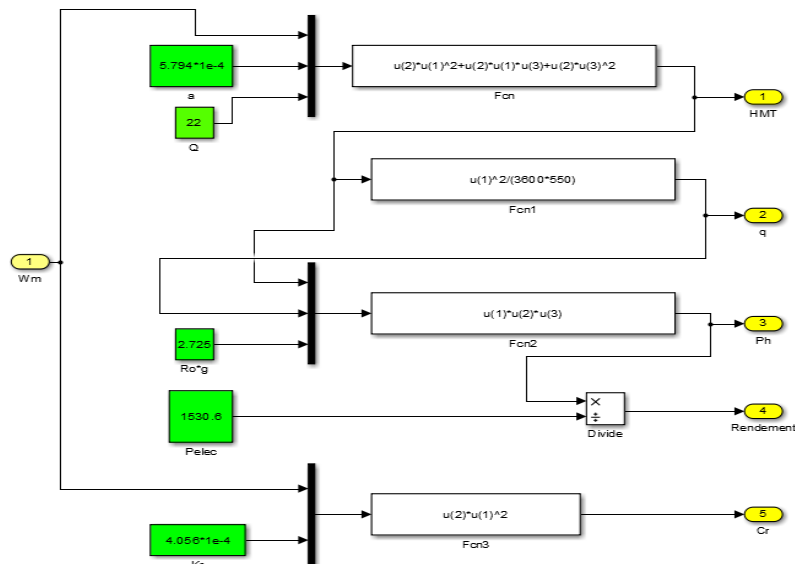 5.794*1e-4
a
22
Q
u(2)*u(1)^2+u(2)*u(1)*u(3)+u(2)*u(3)^2
Fcn
1
HMT
u(1)^2/(3600*550)
Fcn1
2
q
1
Wm
u(1)*u(2)*u(3)
Fcn2
3
Ph
2.725
Ro*g
1530.6
Pelec
×
÷
Divide
4
Rendement
u(2)*u(1)^2
Fcn3
5
Cr
4.056*1e-4